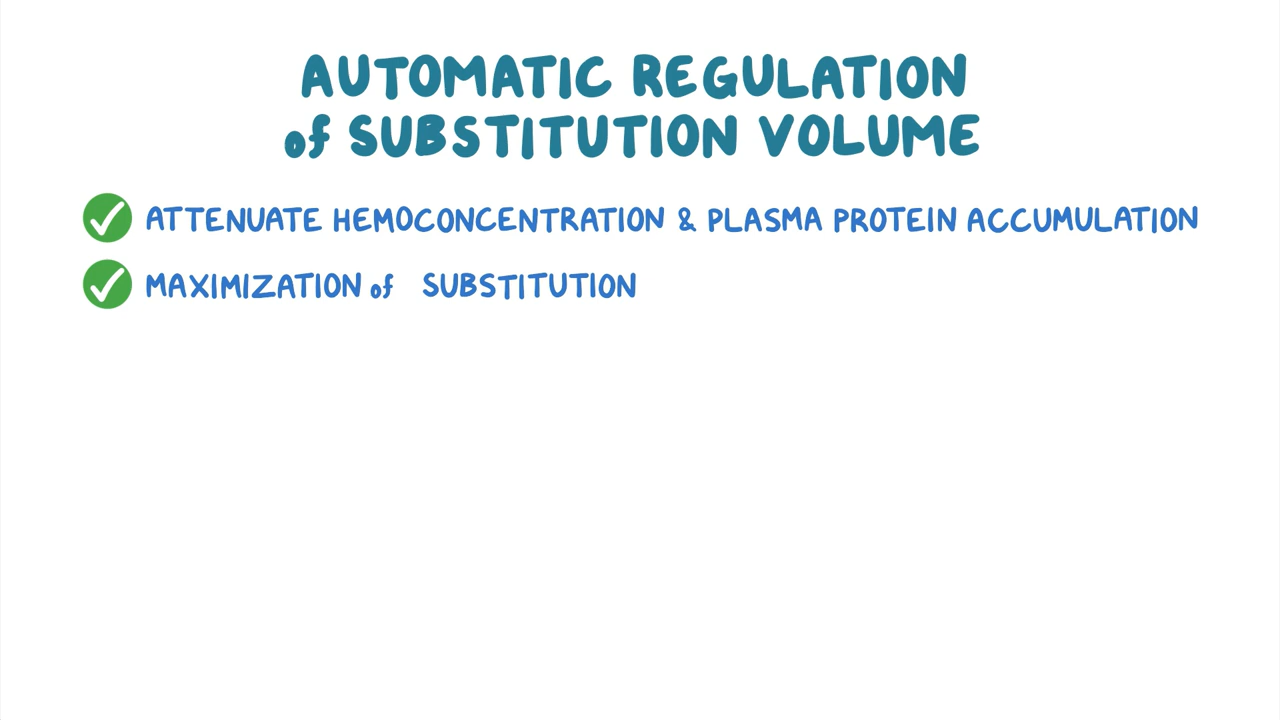 AUTOMATIC REGULATION
of SUBSTITUTION VOLUME
ATTENUATE HEMOCONCENTRATION & PLASMA PROTEIN ACCUMULATION
MAXIMIZATION of SUBSTITUTION